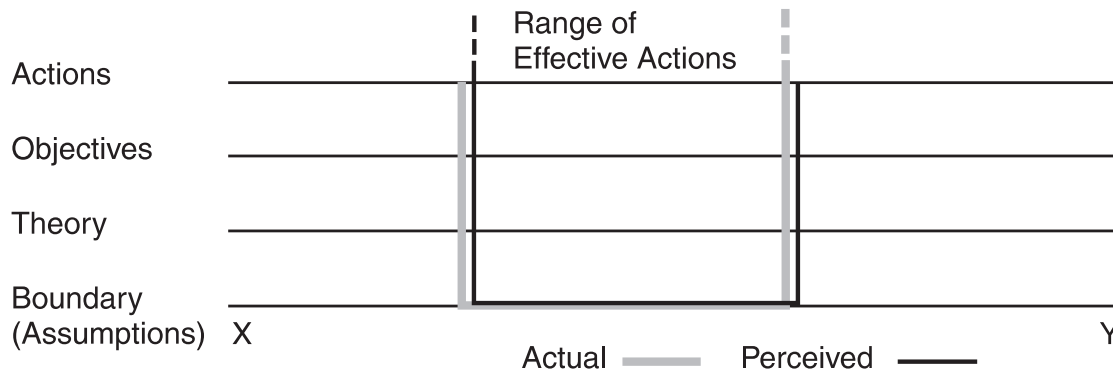 Range of
Effective Actions
Actions
Objectives
Theory
Boundary
(Assumptions) X Y
Actual Perceived